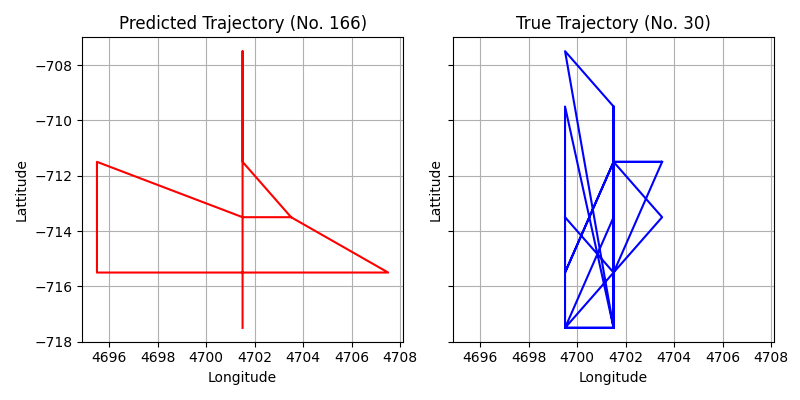 Predicted Trajectory (No. 166)
True Trajectory (No. 30)
Lattitude
−708
−710
−712
−714
−716
−718
4696 4698 4700 4702 4704 4706 4708
Longitude
Lattitude
4696 4698 4700 4702 4704 4706 4708
Longitude